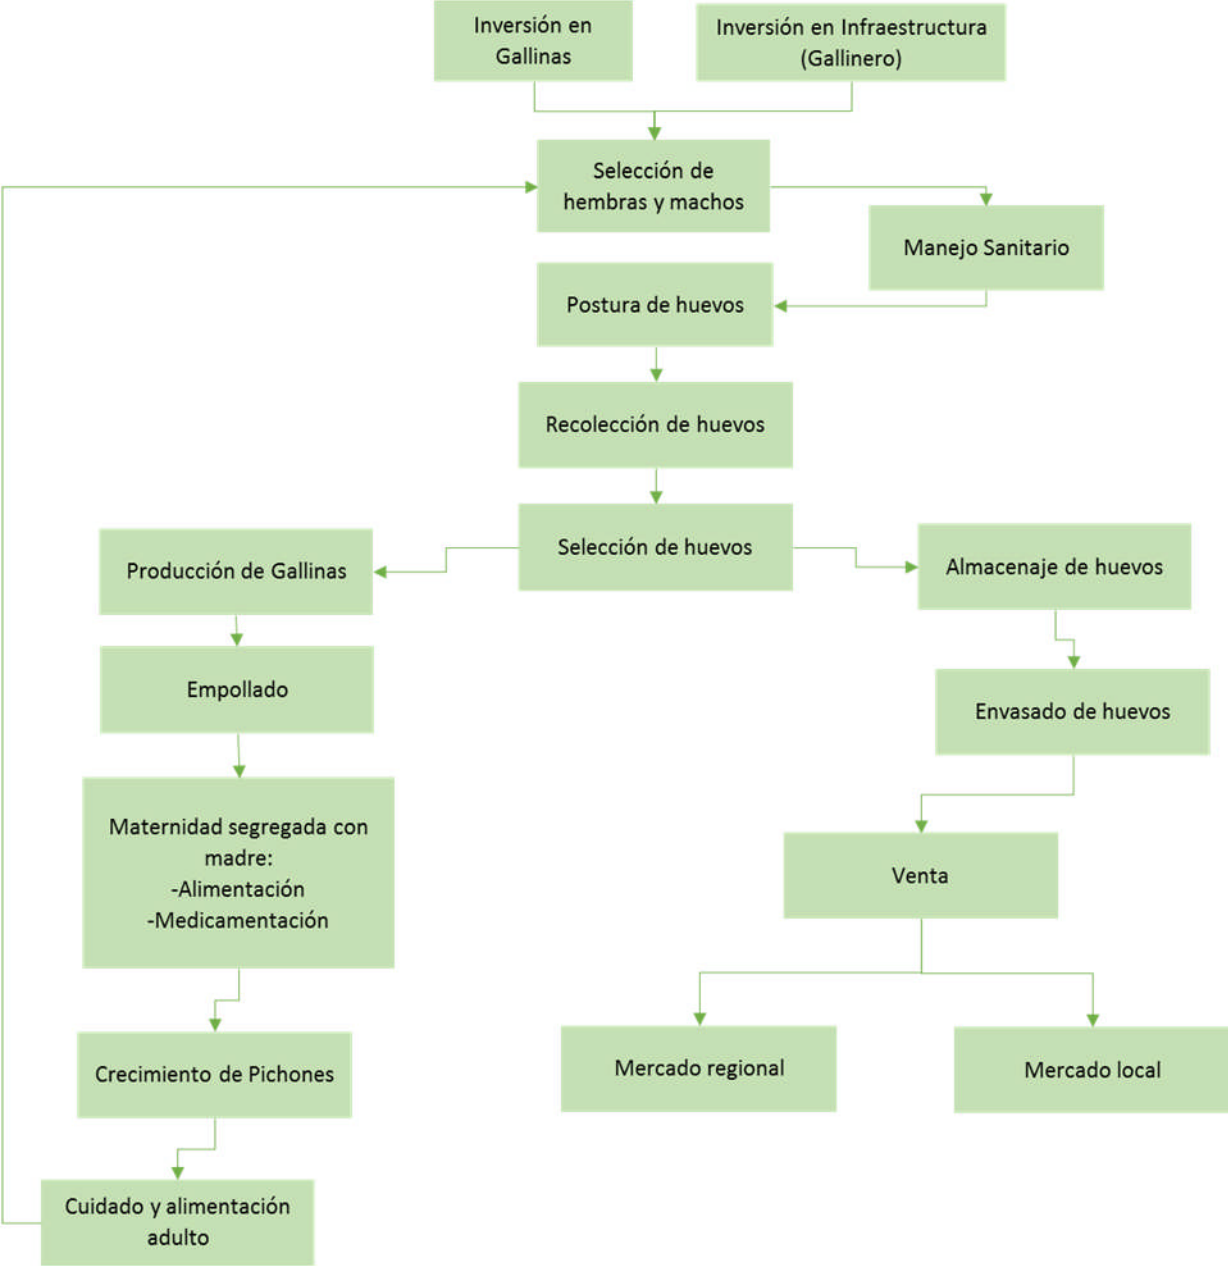 Inversión en
Gallinas
Inversión en Infraestructura
(Gallinero)
Selección de
hembras y machos
Manejo Sanitario
Postura de huevos
Recolección de huevos
Selección de huevos
Producción de Gallinas
Almacenaje de huevos
Empollado
Envasado de huevos
Maternidad segregada con
madre:
-Alimentación
-Medicamentación
Venta
Crecimiento de Pichones
Mercado regional
Mercado local
Cuidado y alimentación
adulto